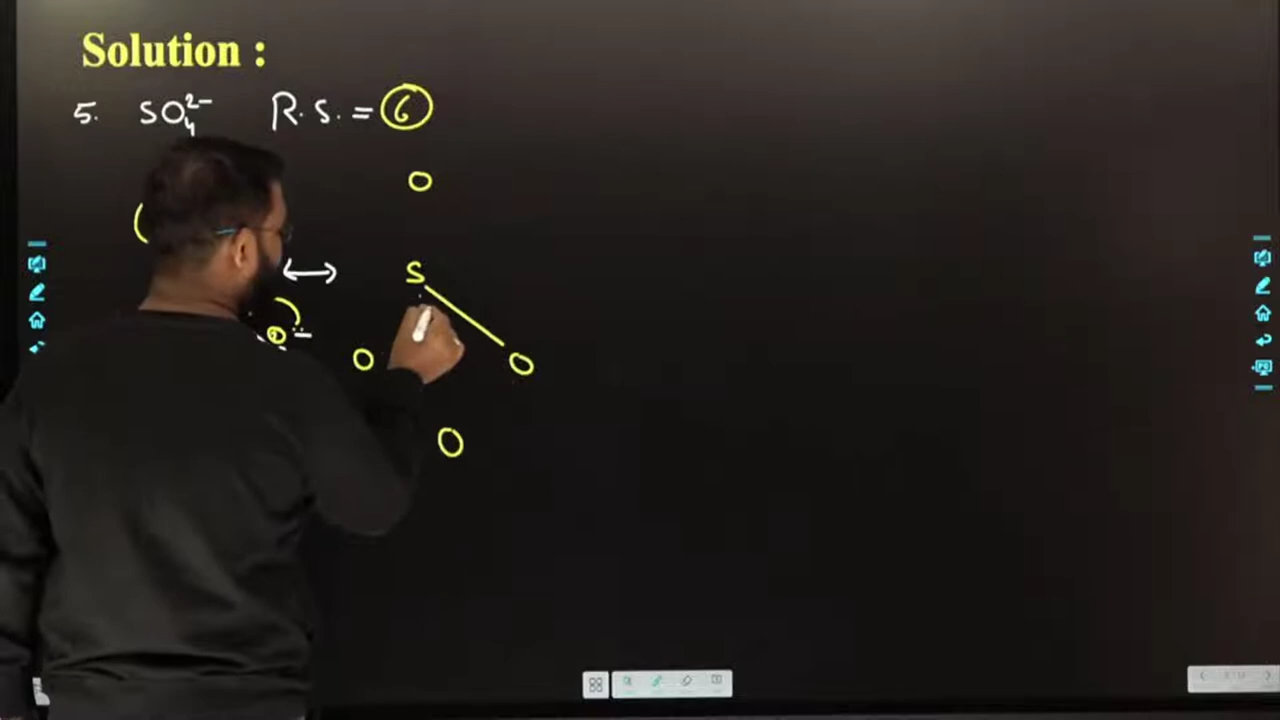 Solution :
5. SO₄²⁻ R.S. = 6
O
S
O
O O
O